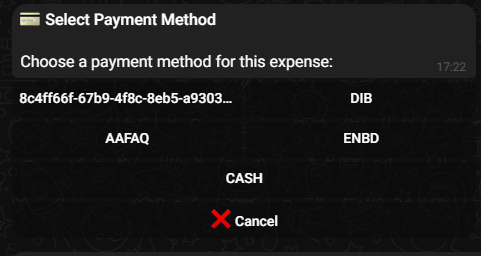 💳 Select Payment Method
Choose a payment method for this expense:
17:22
8c4ff66f-67b9-4f8c-8eb5-a9303...
DIB
AAFAQ
ENBD
CASH
❌ Cancel